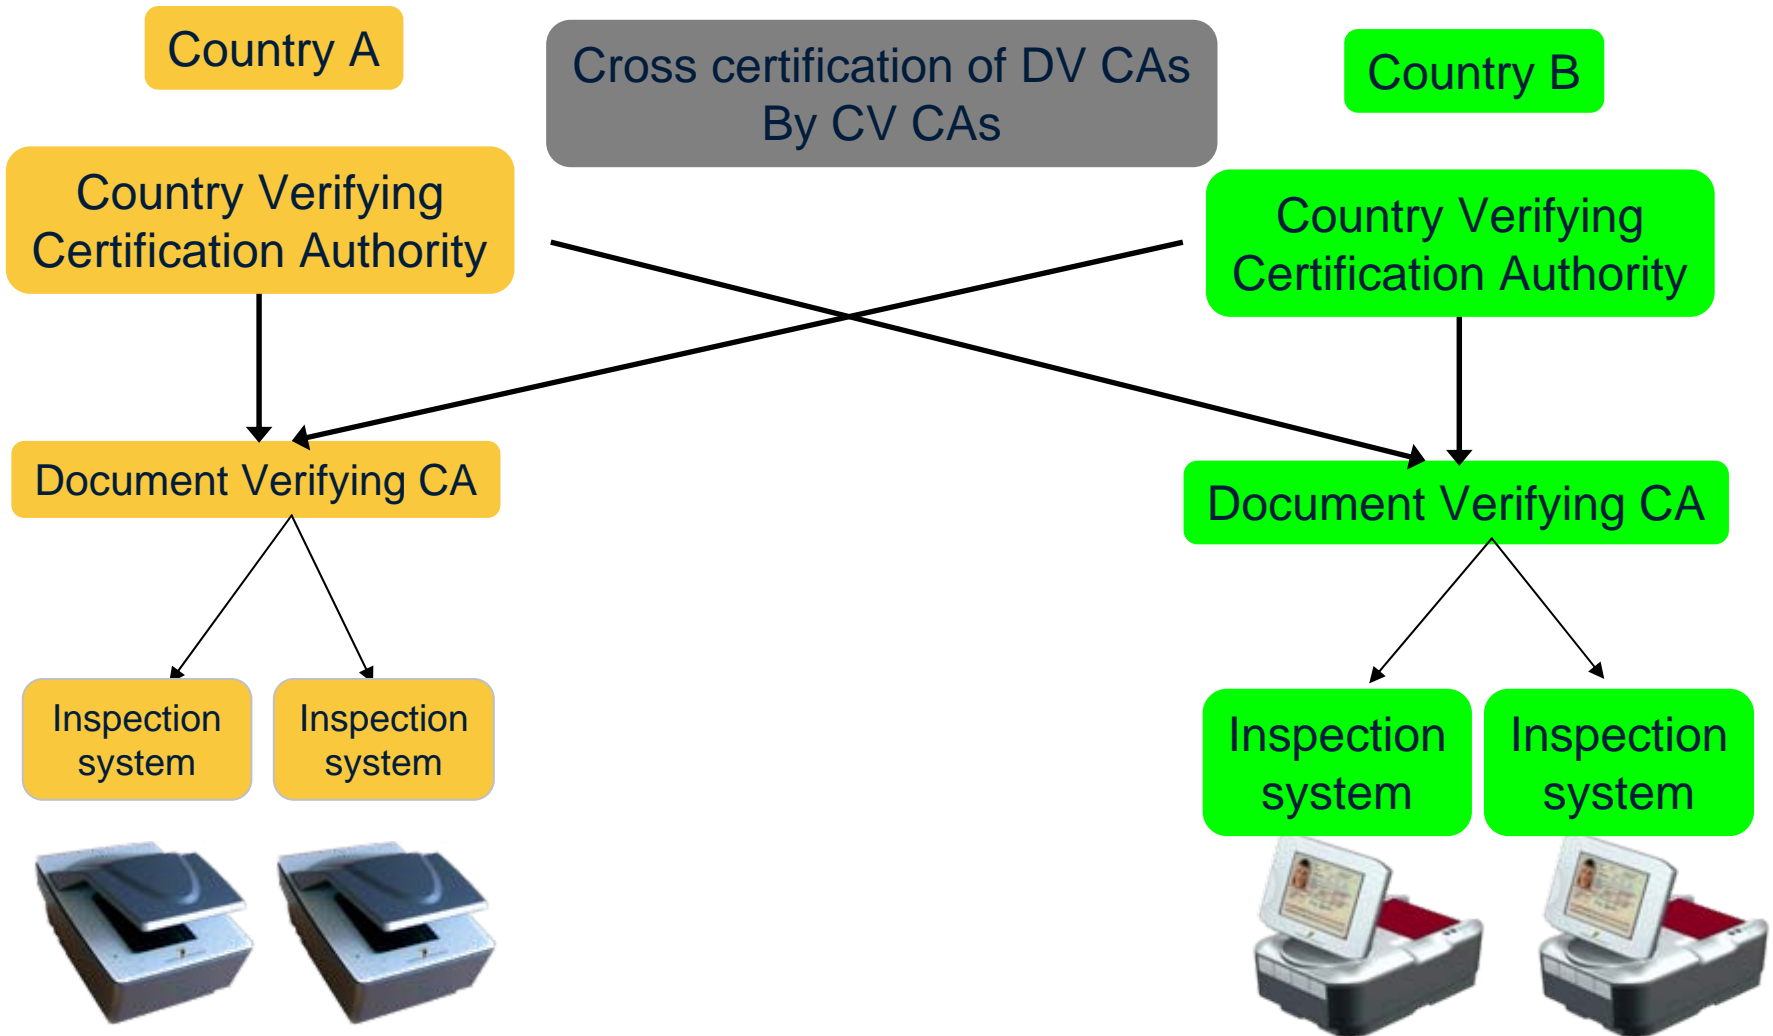 Country A
Cross certification of DV CAs
By CV CAs
Country B
Country Verifying
Certification Authority
Country Verifying
Certification Authority
Document Verifying CA
Document Verifying CA
Inspection
system
Inspection
system
Inspection
system
Inspection
system